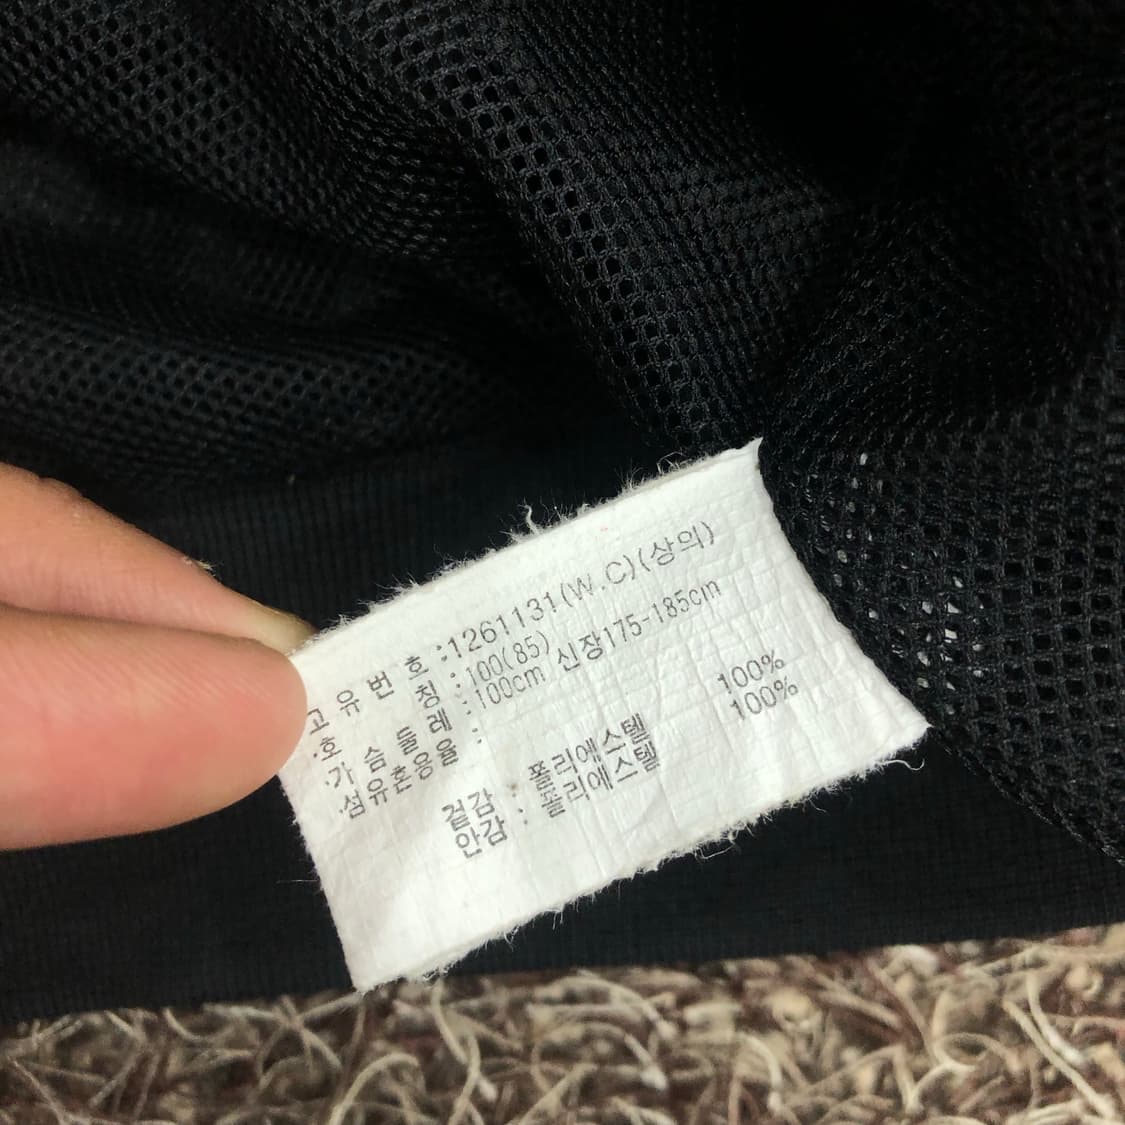 고 유 번 호 :1261131(W.C)(상의)
·호 칭 :100(85)
·가 슴 둘 레 :100cm 신장175-185cm
·섬유혼용율 :
겉감 : 폴리에스텔 100%
안감 : 폴리에스텔 100%